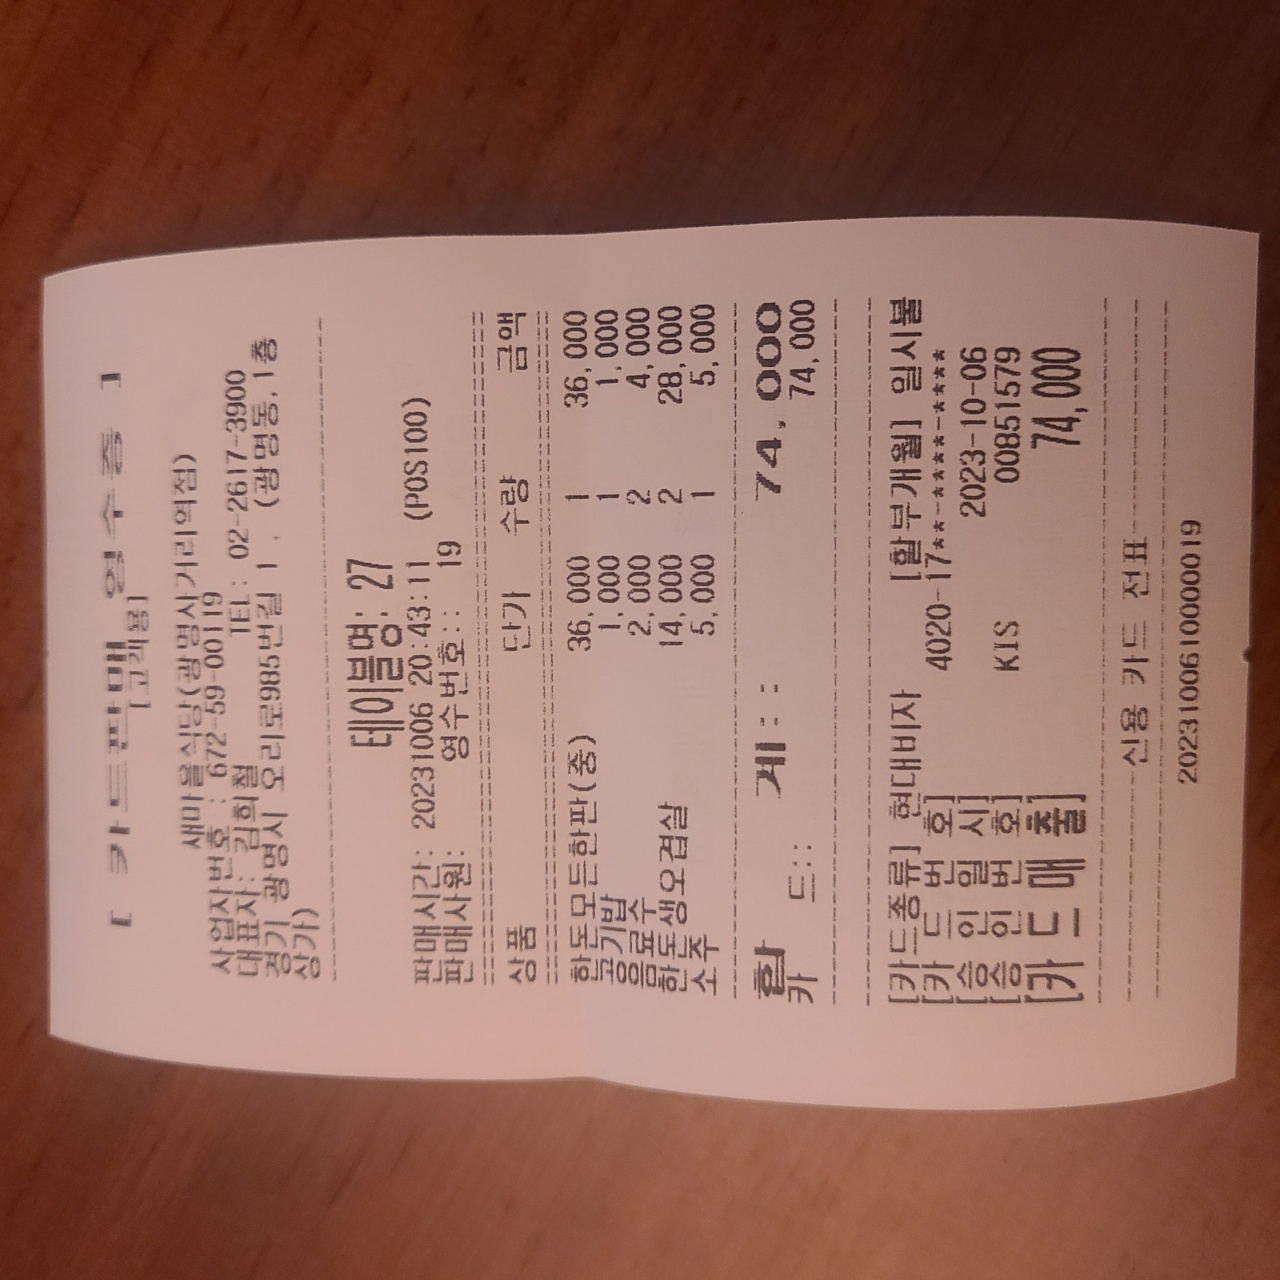 [ 카드판매 영수증 ]
[고객용]
새마을식당(광명사거리역점)
사업자번호 : 672-59-00119
대표자: 김희철 TEL: 02-2617-3900
경기 광명시 오리로985번길 1 , (광명동,1층
상가)
테이블명: 27
판매시간: 20231006 20:43:11 (POS100)
판매사원: 영수번호:: 19
상품 단가 수량 금액
한돈모듬한판(중) 36,000 1 36,000
공기밥 1,000 1 1,000
음료수 2,000 2 4,000
한돈생오겹살 14,000 2 28,000
소주 5,000 1 5,000
합 계:: 74,000
카 드:: 74,000
[카드종류] 현대비자 [할부개월] 일시불
[카 드 번 호] 4020-17**-****-****
[승 인 일 시] 2023-10-06
[승 인 번 호] KIS 00851579
[카 드 매 출] 74,000
신용 카드 전표
20231006100000019